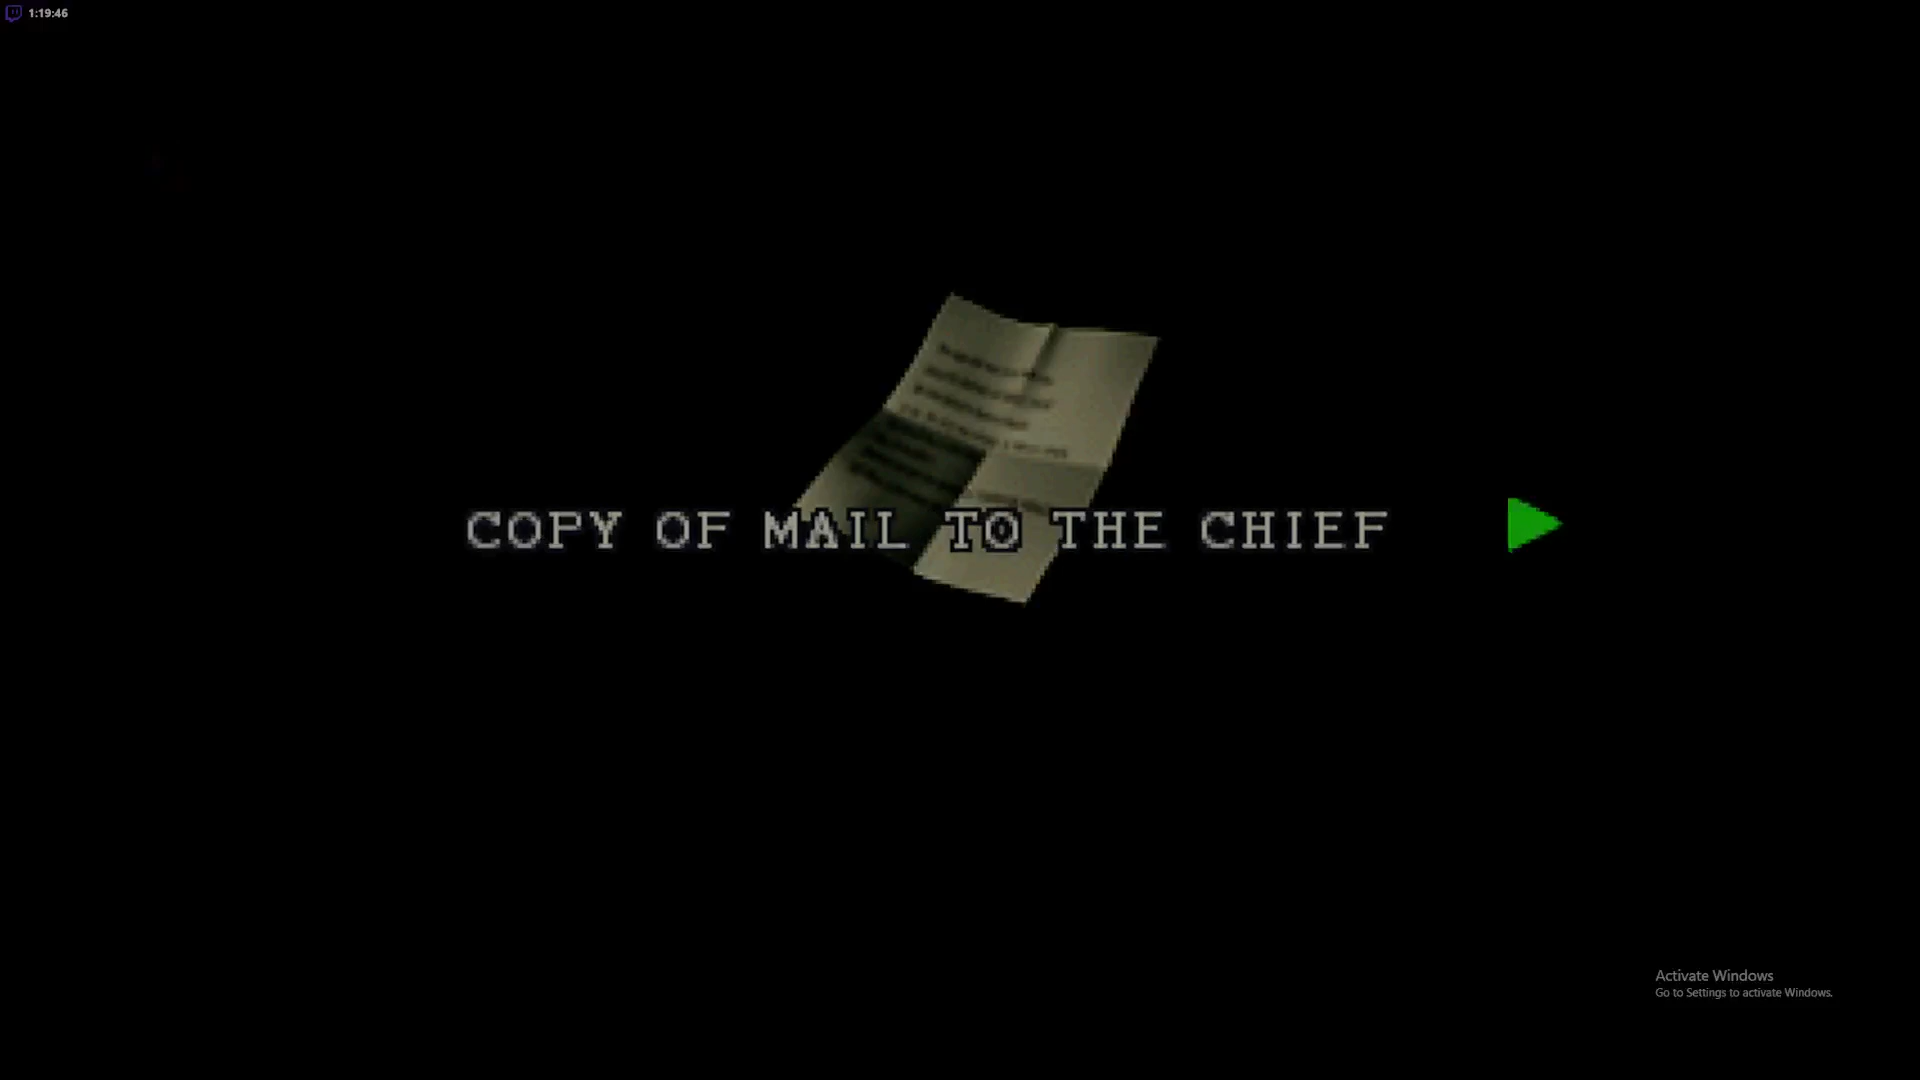 1:19:46
COPY OF MAIL TO THE CHIEF
Activate Windows
Go to Settings to activate Windows.